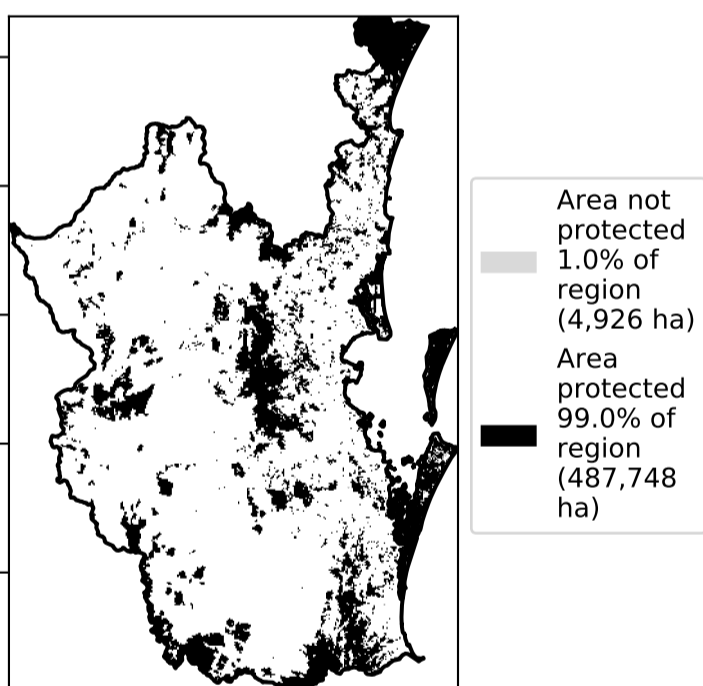 Area not
protected
1.0% of
region
(4,926 ha)
Area
protected
99.0% of
region
(487,748
ha)